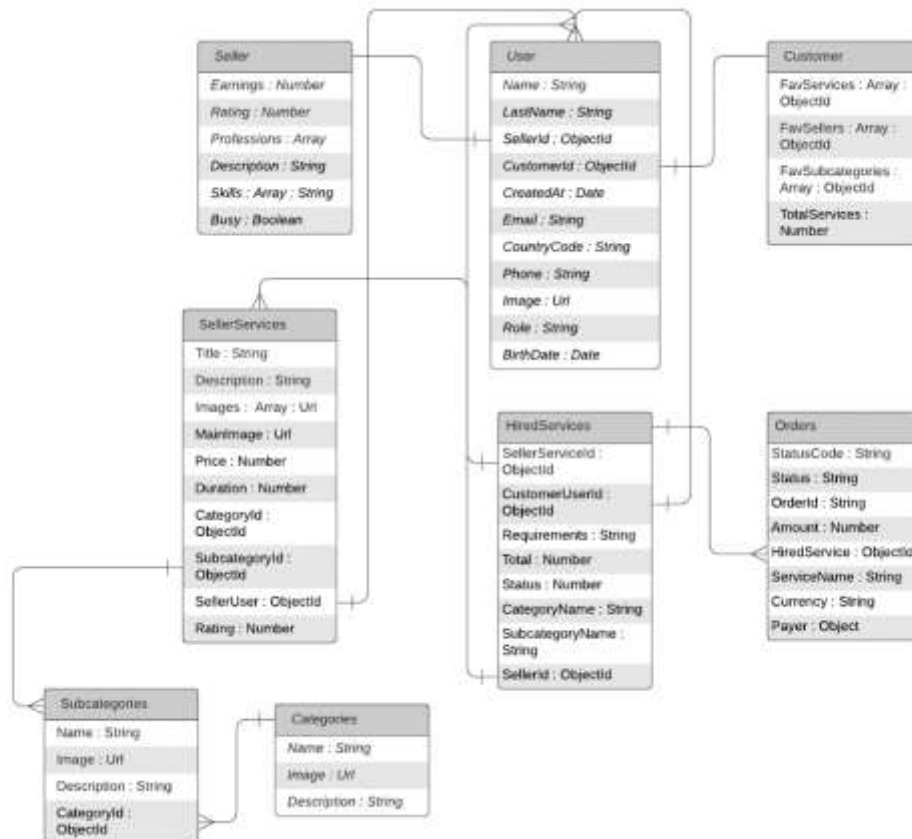 Seller
Earnings : Number
Rating : Number
Professions : Array
Description : String
Skills : Array : String
Busy : Boolean
User
Name : String
LastName : String
SellerId : ObjectId
CustomerId : ObjectId
CreatedAt : Date
Email : String
CountryCode : String
Phone : String
Image : Url
Role : String
BirthDate : Date
Customer
FavServices : Array :
ObjectId
FavSellers : Array :
ObjectId
FavSubcategories :
Array : ObjectId
TotalServices :
Number
SellerServices
Title : String
Description : String
Images : Array : Url
MainImage : Url
Price : Number
Duration : Number
CategoryId :
ObjectId
SubcategoryId :
ObjectId
SellerUser : ObjectId
Rating : Number
HiredServices
SellerServiceId :
ObjectId
CustomerUserId :
ObjectId
Requirements : String
Total : Number
Status : Number
CategoryName : String
SubcategoryName :
String
SellerId : ObjectId
Orders
StatusCode : String
Status : String
OrderId : String
Amount : Number
HiredService : ObjectId
ServiceName : String
Currency : String
Payer : Object
Subcategories
Name : String
Image : Url
Description : String
CategoryId :
ObjectId
Categories
Name : String
Image : Url
Description : String